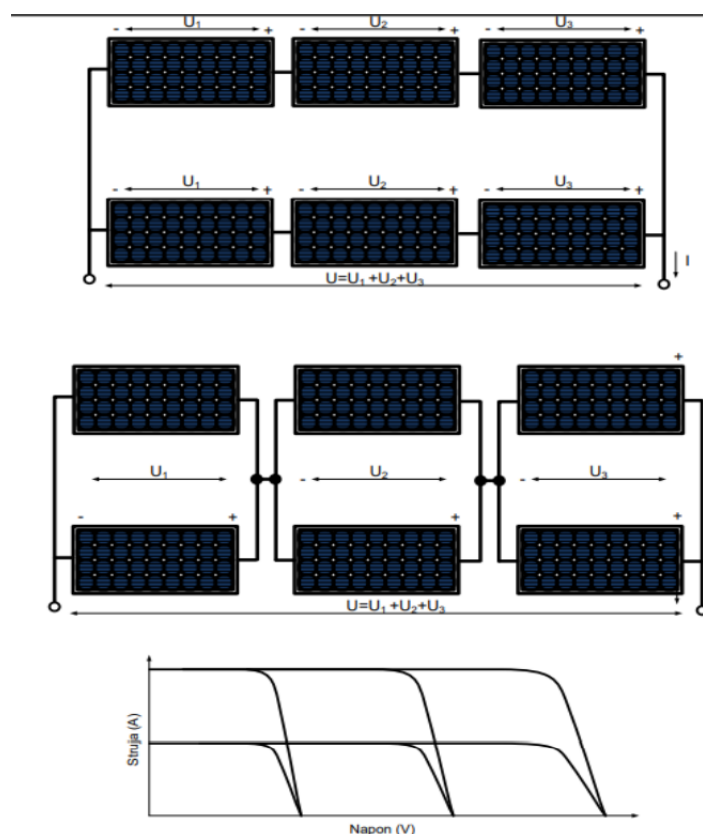 - U1 + - U2 + - U3 +
- U1 + - U2 + - U3 +
I
U=U1 +U2+U3
+
U1 - U2 - U3
- + + +
U=U1 +U2+U3
Struja (A)
Napon (V)